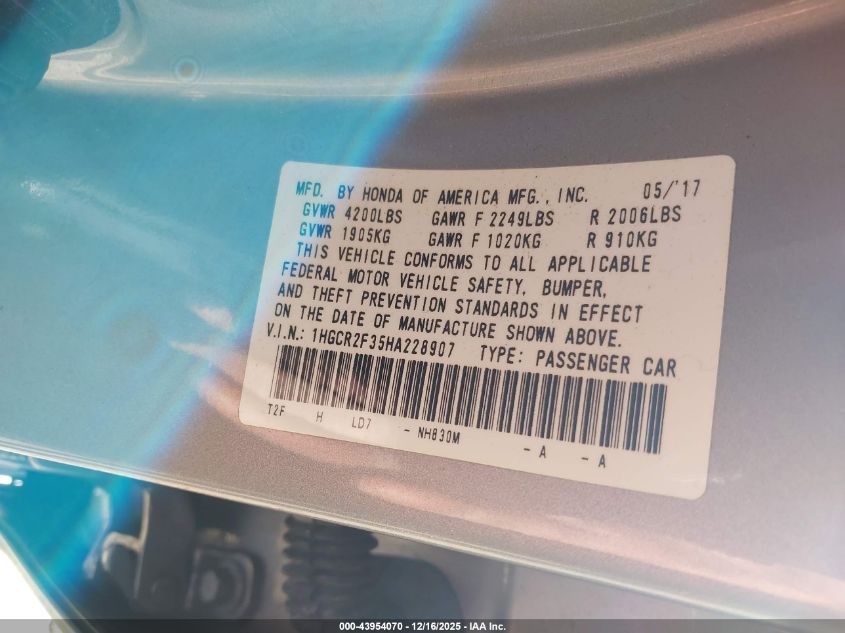 MFD. BY HONDA OF AMERICA MFG., INC. 05/'17
GVWR 4200LBS GAWR F 2249LBS R 2006LBS
GVWR 1905KG GAWR F 1020KG R 910KG
THIS VEHICLE CONFORMS TO ALL APPLICABLE
FEDERAL MOTOR VEHICLE SAFETY, BUMPER,
AND THEFT PREVENTION STANDARDS IN EFFECT
ON THE DATE OF MANUFACTURE SHOWN ABOVE.
V.I.N.: 1HGCR2F35HA228907 TYPE: PASSENGER CAR
T2F H LD7 - NH830M - A - A
000-43954070 - 12/16/2025 - IAA Inc.